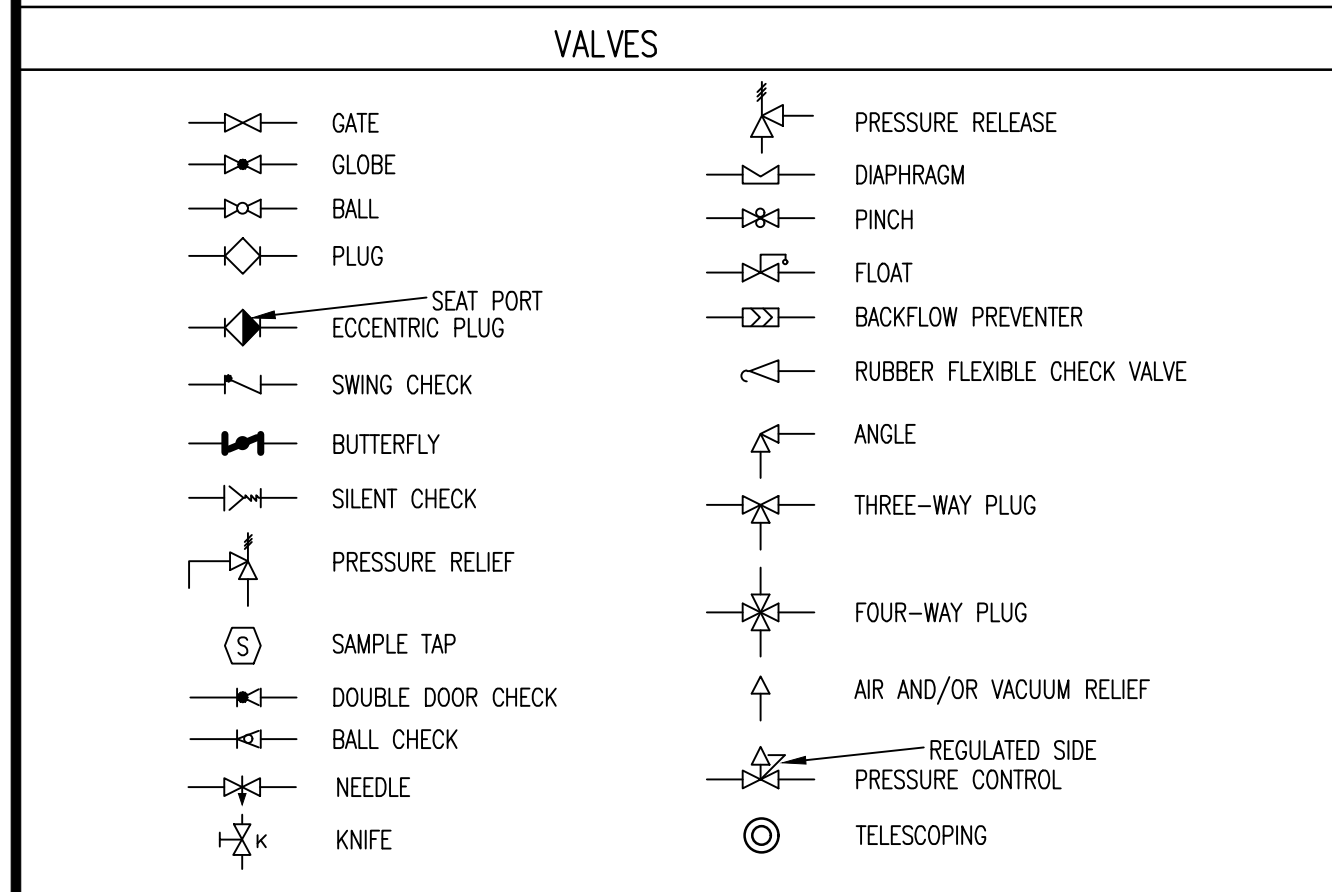 VALVES
GATE
GLOBE
BALL
PLUG
SEAT PORT
ECCENTRIC PLUG
SWING CHECK
BUTTERFLY
SILENT CHECK
PRESSURE RELIEF
S
SAMPLE TAP
DOUBLE DOOR CHECK
BALL CHECK
NEEDLE
K
KNIFE
PRESSURE RELEASE
DIAPHRAGM
PINCH
FLOAT
BACKFLOW PREVENTER
RUBBER FLEXIBLE CHECK VALVE
ANGLE
THREE-WAY PLUG
FOUR-WAY PLUG
AIR AND/OR VACUUM RELIEF
REGULATED SIDE
PRESSURE CONTROL
TELESCOPING